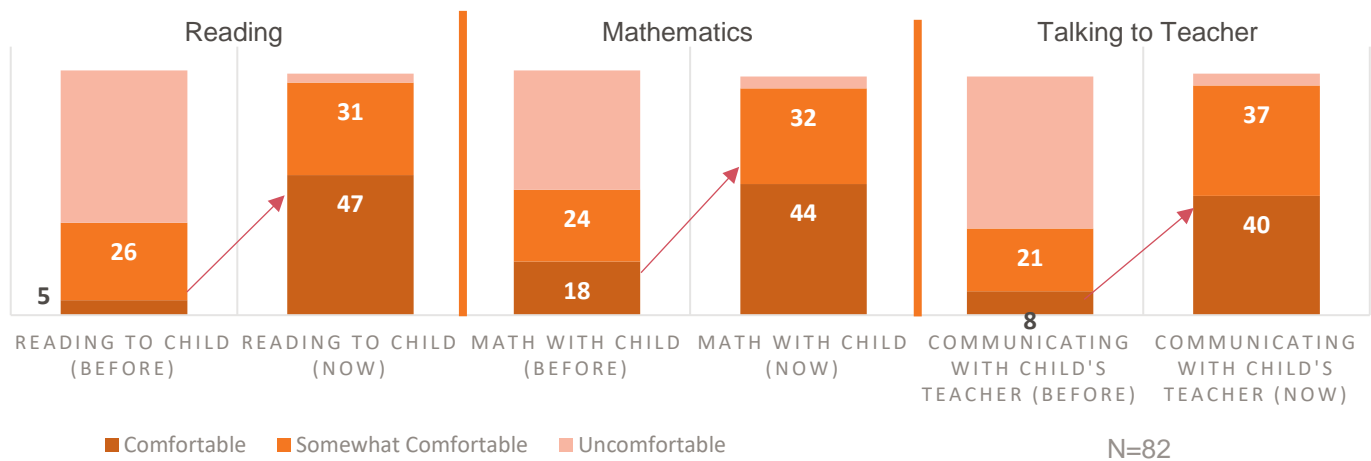 Reading
Mathematics
Talking to Teacher
31
32
37
26
47
24
44
21
40
5
18
8
READING TO CHILD
(BEFORE)
READING TO CHILD
(NOW)
MATH WITH CHILD
(BEFORE)
MATH WITH CHILD
(NOW)
COMMUNICATING
WITH CHILD'S
TEACHER (BEFORE)
COMMUNICATING
WITH CHILD'S
TEACHER (NOW)
Comfortable
Somewhat Comfortable
Uncomfortable
N=82